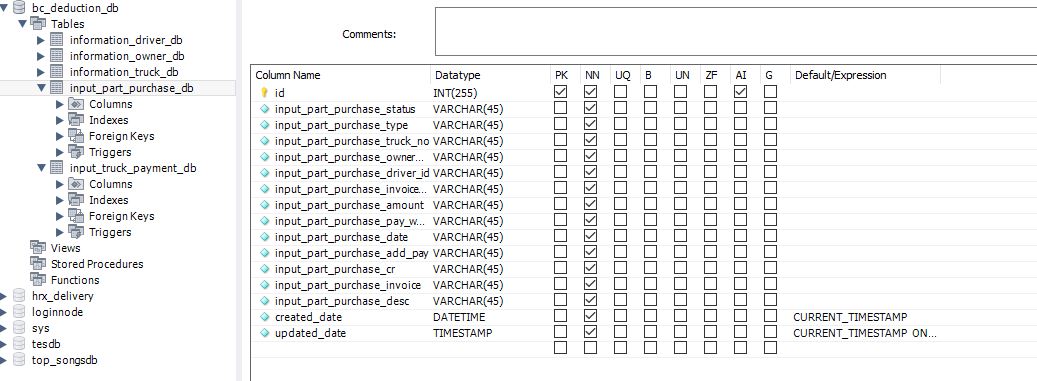 bc_deduction_db
Tables
information_driver_db
information_owner_db
information_truck_db
input_part_purchase_db
Columns
Indexes
Foreign Keys
Triggers
input_truck_payment_db
Columns
Indexes
Foreign Keys
Triggers
Views
Stored Procedures
Functions
hrx_delivery
loginnode
sys
tesdb
top_songsdb
Comments:
Column Name Datatype PK NN UQ B UN ZF AI G Default/Expression
id INT(255)
input_part_purchase_status VARCHAR(45)
input_part_purchase_type VARCHAR(45)
input_part_purchase_truck_no VARCHAR(45)
input_part_purchase_owner... VARCHAR(45)
input_part_purchase_driver_id VARCHAR(45)
input_part_purchase_invoice... VARCHAR(45)
input_part_purchase_amount VARCHAR(45)
input_part_purchase_pay_w... VARCHAR(45)
input_part_purchase_date VARCHAR(45)
input_part_purchase_add_pay VARCHAR(45)
input_part_purchase_cr VARCHAR(45)
input_part_purchase_invoice VARCHAR(45)
input_part_purchase_desc VARCHAR(45)
created_date DATETIME CURRENT_TIMESTAMP
updated_date TIMESTAMP CURRENT_TIMESTAMP ON...